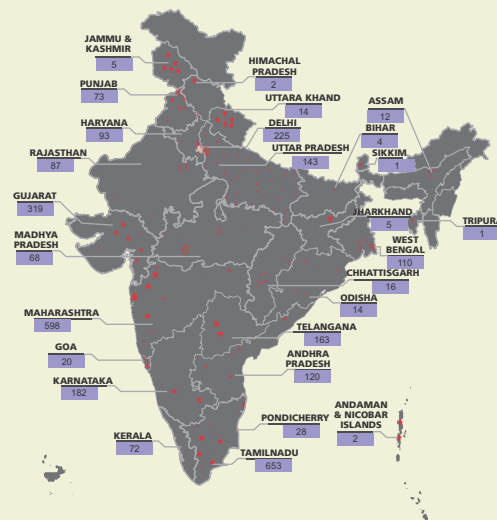 JAMMU &
KASHMIR
5
HIMACHAL
PRADESH
2
PUNJAB
73
UTTARA KHAND
14
ASSAM
12
HARYANA
93
DELHI
225
BIHAR
4
RAJASTHAN
87
UTTAR PRADESH
143
SIKKIM
1
GUJARAT
319
JHARKHAND
5
TRIPURA
1
MADHYA
PRADESH
68
WEST
BENGAL
110
CHHATTISGARH
16
ODISHA
14
MAHARASHTRA
598
TELANGANA
163
GOA
20
ANDHRA
PRADESH
120
KARNATAKA
182
ANDAMAN
& NICOBAR
ISLANDS
2
PONDICHERRY
28
KERALA
72
TAMILNADU
653